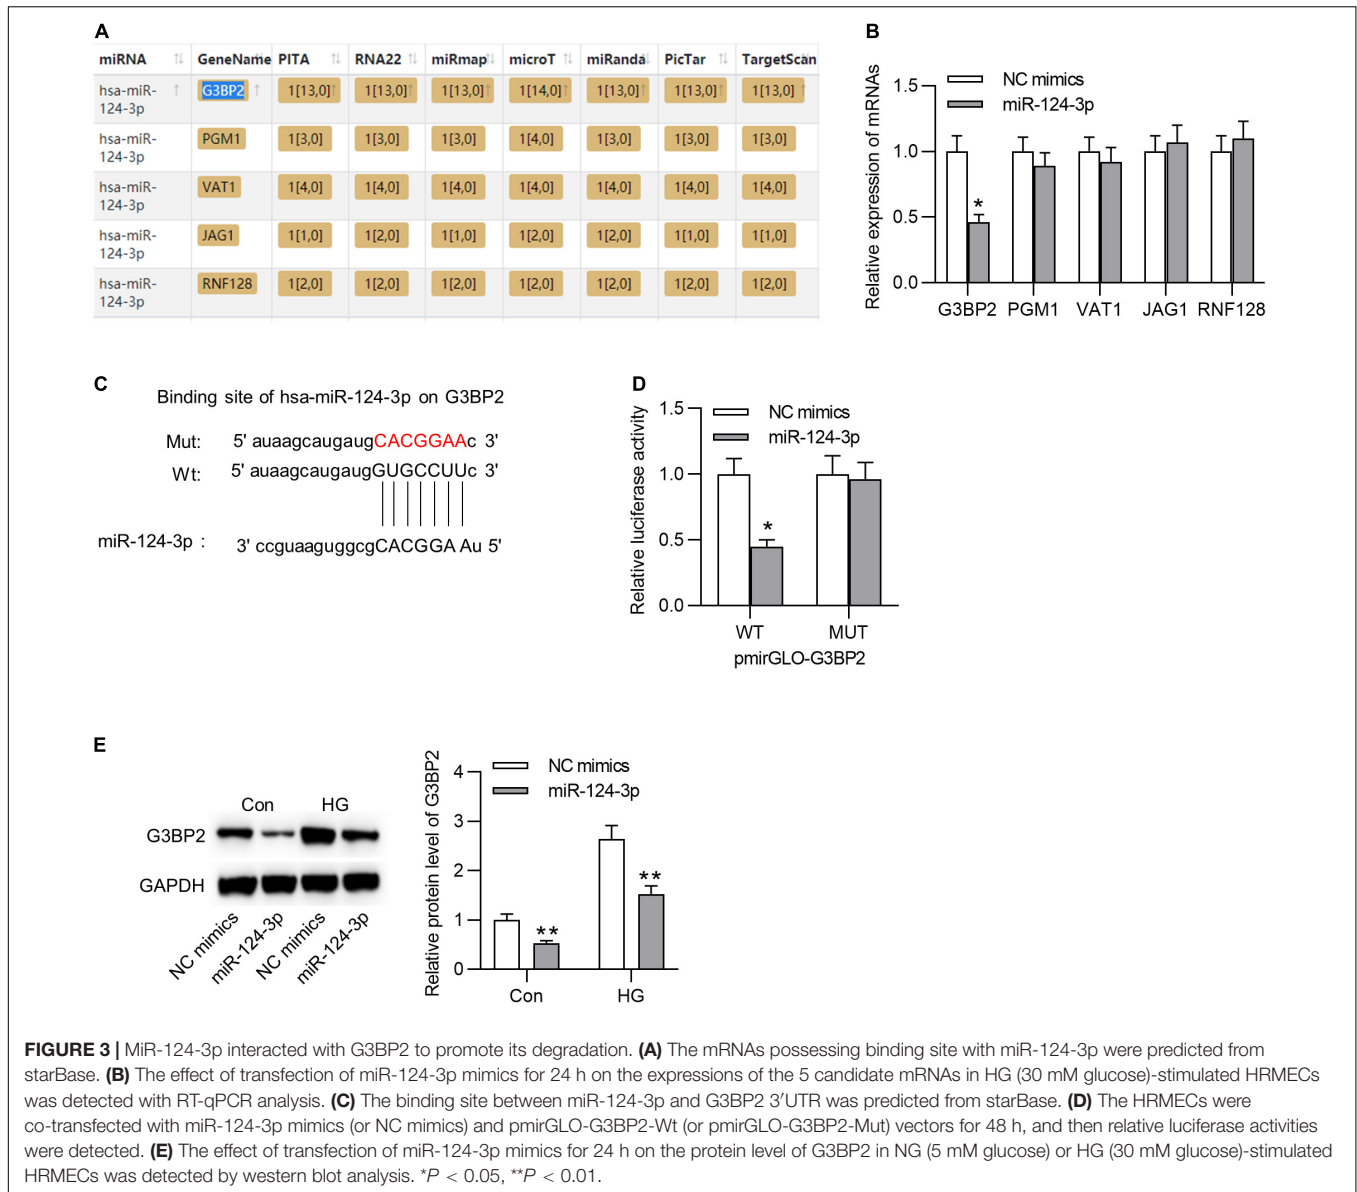 A
miRNA GeneName PITA RNA22 miRmap microT miRanda PicTar TargetScan
hsa-miR-124-3p G3BP2 1[13,0] 1[13,0] 1[13,0] 1[14,0] 1[13,0] 1[13,0] 1[13,0]
hsa-miR-124-3p PGM1 1[3,0] 1[3,0] 1[3,0] 1[4,0] 1[3,0] 1[3,0] 1[3,0]
hsa-miR-124-3p VAT1 1[4,0] 1[4,0] 1[4,0] 1[4,0] 1[4,0] 1[4,0] 1[4,0]
hsa-miR-124-3p JAG1 1[1,0] 1[2,0] 1[1,0] 1[2,0] 1[2,0] 1[1,0] 1[1,0]
hsa-miR-124-3p RNF128 1[2,0] 1[2,0] 1[2,0] 1[2,0] 1[2,0] 1[2,0] 1[2,0]
B
Relative expression of mRNAs
1.5
1.0
0.5
0.0
NC mimics
miR-124-3p
*
G3BP2 PGM1 VAT1 JAG1 RNF128
C
Binding site of hsa-miR-124-3p on G3BP2
Mut: 5' auaagcaugaugCACGGAAc 3'
Wt: 5' auaagcaugaugGUGCCUUc 3'
miR-124-3p : 3' ccguaaguggcgCACGGA Au 5'
D
Relative luciferase activity
1.5
1.0
0.5
0.0
NC mimics
miR-124-3p
*
WT MUT
pmirGLO-G3BP2
E
Con HG
G3BP2
GAPDH
NC mimics miR-124-3p NC mimics miR-124-3p
Relative protein level of G3BP2
4
3
2
1
0
NC mimics
miR-124-3p
**
**
Con HG
FIGURE 3 | MiR-124-3p interacted with G3BP2 to promote its degradation. (A) The mRNAs possessing binding site with miR-124-3p were predicted from
starBase. (B) The effect of transfection of miR-124-3p mimics for 24 h on the expressions of the 5 candidate mRNAs in HG (30 mM glucose)-stimulated HRMECs
was detected with RT-qPCR analysis. (C) The binding site between miR-124-3p and G3BP2 3′UTR was predicted from starBase. (D) The HRMECs were
co-transfected with miR-124-3p mimics (or NC mimics) and pmirGLO-G3BP2-Wt (or pmirGLO-G3BP2-Mut) vectors for 48 h, and then relative luciferase activities
were detected. (E) The effect of transfection of miR-124-3p mimics for 24 h on the protein level of G3BP2 in NG (5 mM glucose) or HG (30 mM glucose)-stimulated
HRMECs was detected by western blot analysis. *P < 0.05, **P < 0.01.